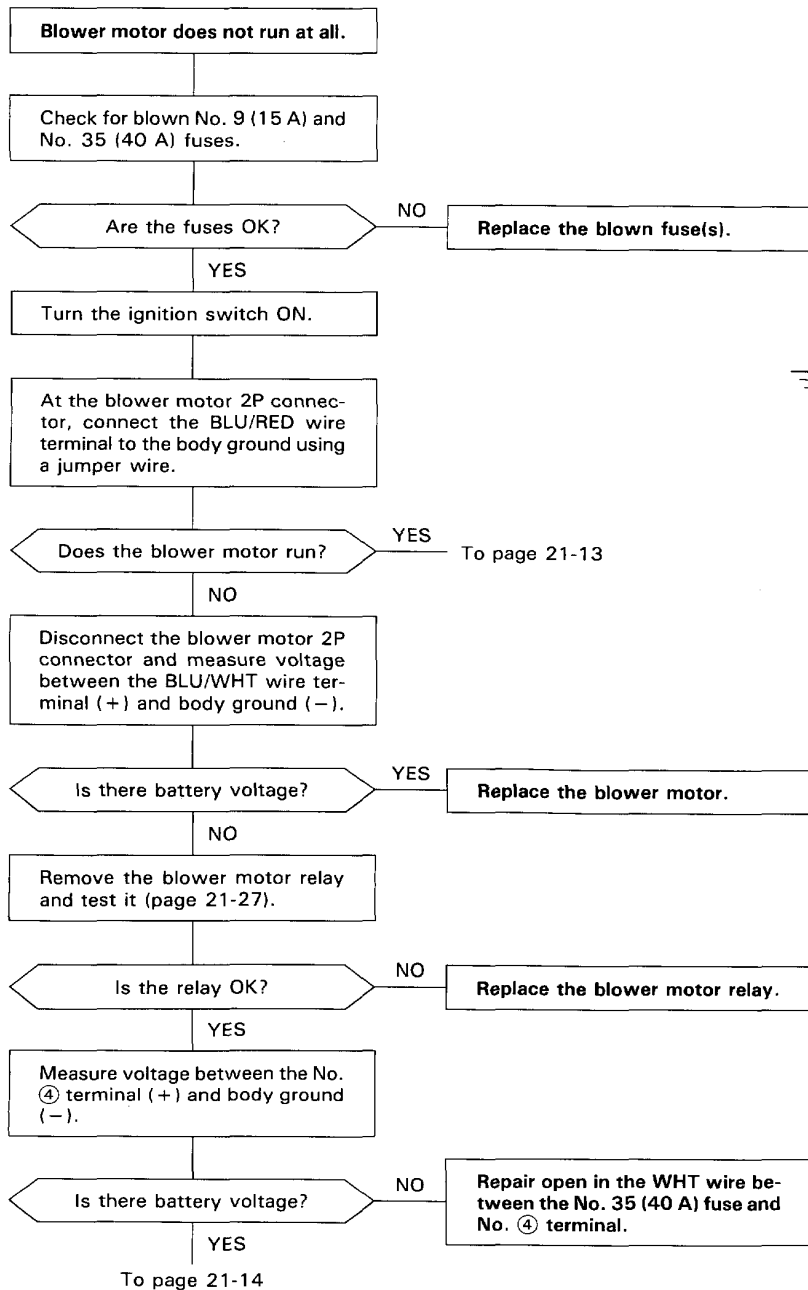 Blower motor does not run at all.
Check for blown No. 9 (15 A) and
No. 35 (40 A) fuses.
Are the fuses OK?
NO
Replace the blown fuse(s).
YES
Turn the ignition switch ON.
At the blower motor 2P connec-
tor, connect the BLU/RED wire
terminal to the body ground using
a jumper wire.
Does the blower motor run?
YES
To page 21-13
NO
Disconnect the blower motor 2P
connector and measure voltage
between the BLU/WHT wire ter-
minal (+) and body ground (−).
Is there battery voltage?
YES
Replace the blower motor.
NO
Remove the blower motor relay
and test it (page 21-27).
Is the relay OK?
NO
Replace the blower motor relay.
YES
Measure voltage between the No.
④ terminal (+) and body ground
(−).
Is there battery voltage?
NO
Repair open in the WHT wire be-
tween the No. 35 (40 A) fuse and
No. ④ terminal.
YES
To page 21-14